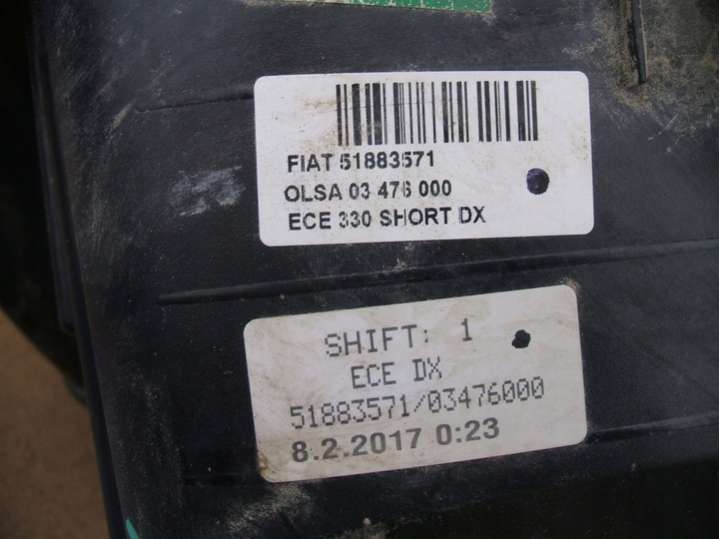 FIAT 51883571
OLSA 03 476 000
ECE 330 SHORT DX
SHIFT: 1
ECE DX
51883571/03476000
8.2.2017 0:23